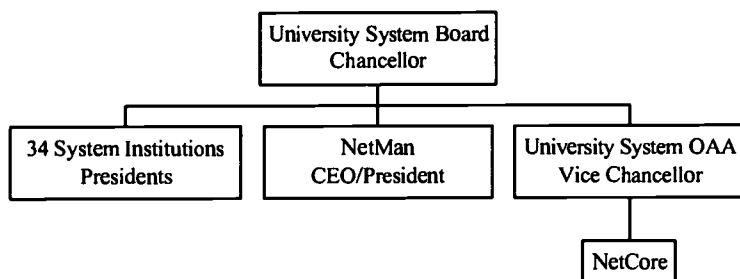 University System Board
Chancellor
34 System Institutions
Presidents
NetMan
CEO/President
University System OAA
Vice Chancellor
NetCore